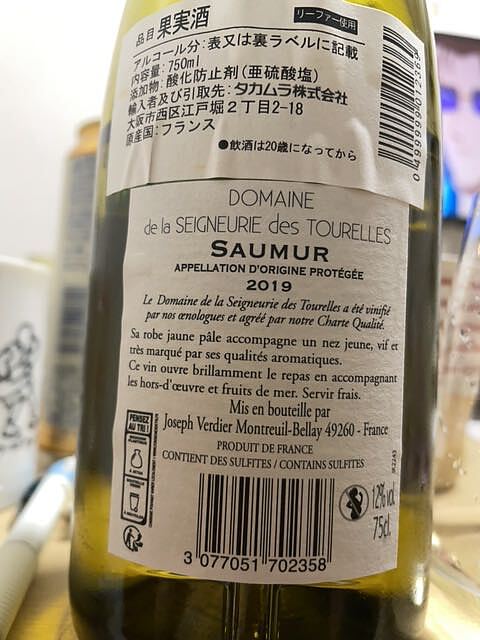 品目 果実酒
リーファー使用
アルコール分:表又は裏ラベルに記載
内容量:750ml
添加物:酸化防止剤(亜硫酸塩)
輸入者及び引取先:タカムラ株式会社
大阪市西区江戸堀2丁目2-18
原産国:フランス
●飲酒は20歳になってから
DOMAINE
de la SEIGNEURIE des TOURELLES
SAUMUR
APPELLATION D'ORIGINE PROTÉGÉE
2019
Le Domaine de la Seigneurie des Tourelles a été vinifié
par nos œnologues et agréé par notre Charte Qualité.
Sa robe jaune pâle accompagne un nez jeune, vif et
très marqué par ses qualités aromatiques.
Ce vin ouvre brillamment le repas en accompagnant
les hors-d'œuvre et fruits de mer. Servir frais.
Mis en bouteille par
Joseph Verdier Montreuil-Bellay 49260 - France
PRODUIT DE FRANCE
CONTIENT DES SULFITES / CONTAINS SULFITES
PENSEZ
AU TRI !
12% vol
75cl.
3 077051 702358